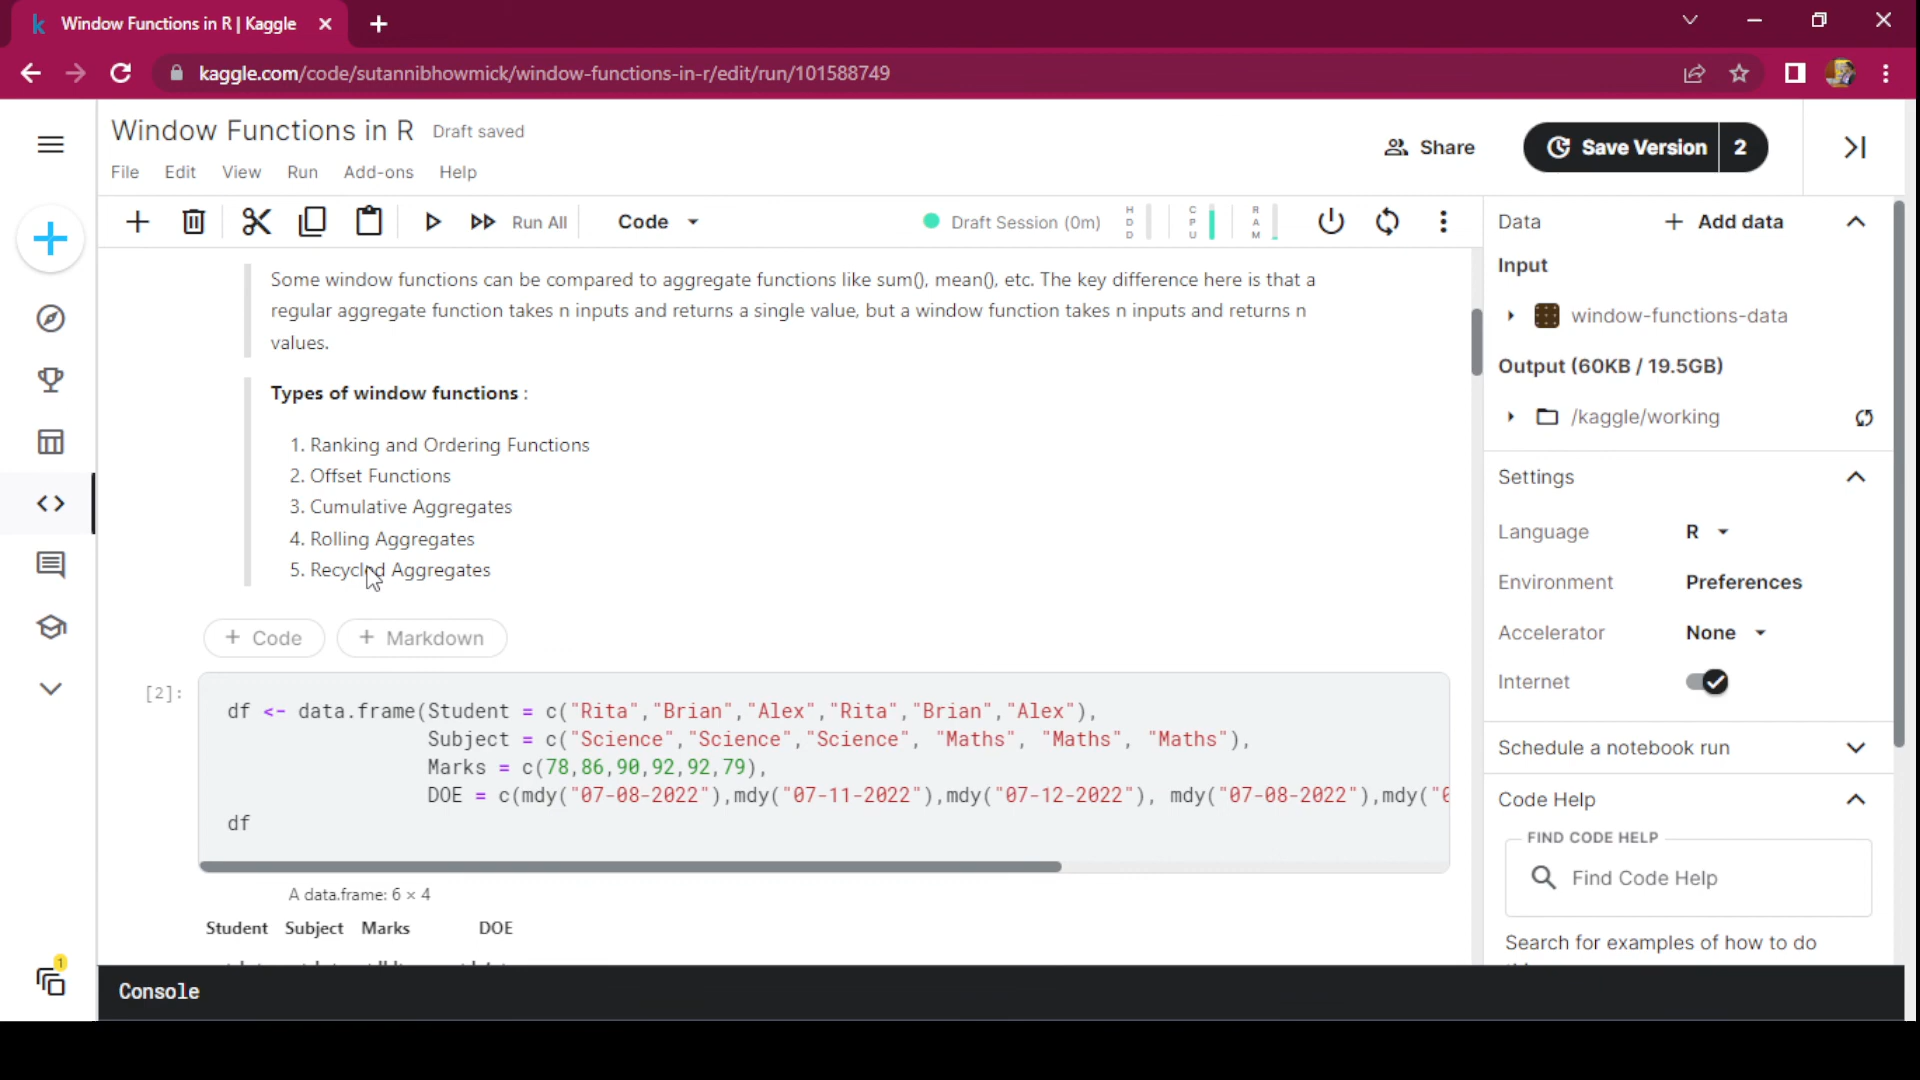 Window Functions in R | Kaggle
kaggle.com/code/sutannibhowmick/window-functions-in-r/edit/run/101588749
Window Functions in R Draft saved
File Edit View Run Add-ons Help
Share
Save Version 2
Run All Code
Draft Session (0m)
HDD
CPU
RAM
Some window functions can be compared to aggregate functions like sum(), mean(), etc. The key difference here is that a
regular aggregate function takes n inputs and returns a single value, but a window function takes n inputs and returns n
values.
Types of window functions :
1. Ranking and Ordering Functions
2. Offset Functions
3. Cumulative Aggregates
4. Rolling Aggregates
5. Recycled Aggregates
+ Code + Markdown
[2]:
df <- data.frame(Student = c("Rita","Brian","Alex","Rita","Brian","Alex"),
Subject = c("Science","Science","Science", "Maths", "Maths", "Maths"),
Marks = c(78,86,90,92,92,79),
DOE = c(mdy("07-08-2022"),mdy("07-11-2022"),mdy("07-12-2022"), mdy("07-08-2022"),mdy("0
df
A data.frame: 6 × 4
Student Subject Marks DOE
Console
Data + Add data
Input
window-functions-data
Output (60KB / 19.5GB)
/kaggle/working
Settings
Language R
Environment Preferences
Accelerator None
Internet
Schedule a notebook run
Code Help
FIND CODE HELP
Find Code Help
Search for examples of how to do
1